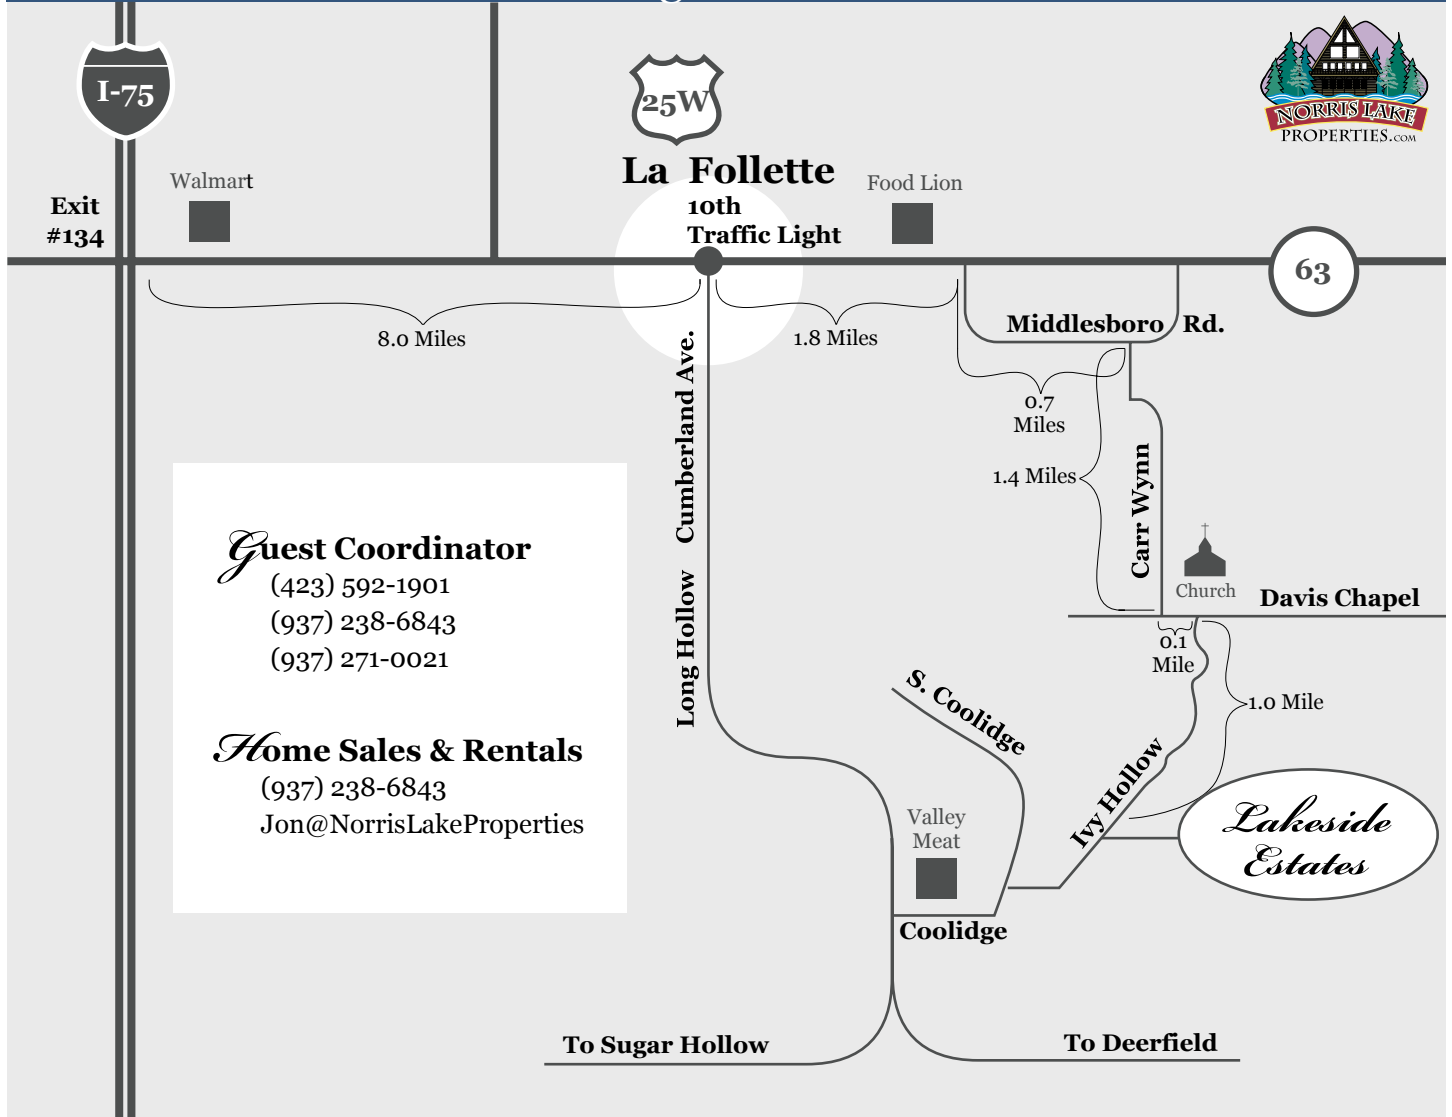 I-75
25W
NORRIS LAKE
PROPERTIES.COM
La Follette
Walmart
Food Lion
Exit
#134
10th
Traffic Light
63
8.0 Miles
1.8 Miles
Middlesboro Rd.
0.7
Miles
1.4 Miles
Cumberland Ave.
Long Hollow
Carr Wynn
Church
Davis Chapel
0.1
Mile
1.0 Mile
Guest Coordinator
(423) 592-1901
(937) 238-6843
(937) 271-0021
Home Sales & Rentals
(937) 238-6843
Jon@NorrisLakeProperties
S. Coolidge
Ivy Hollow
Lakeside
Estates
Valley
Meat
Coolidge
To Sugar Hollow
To Deerfield